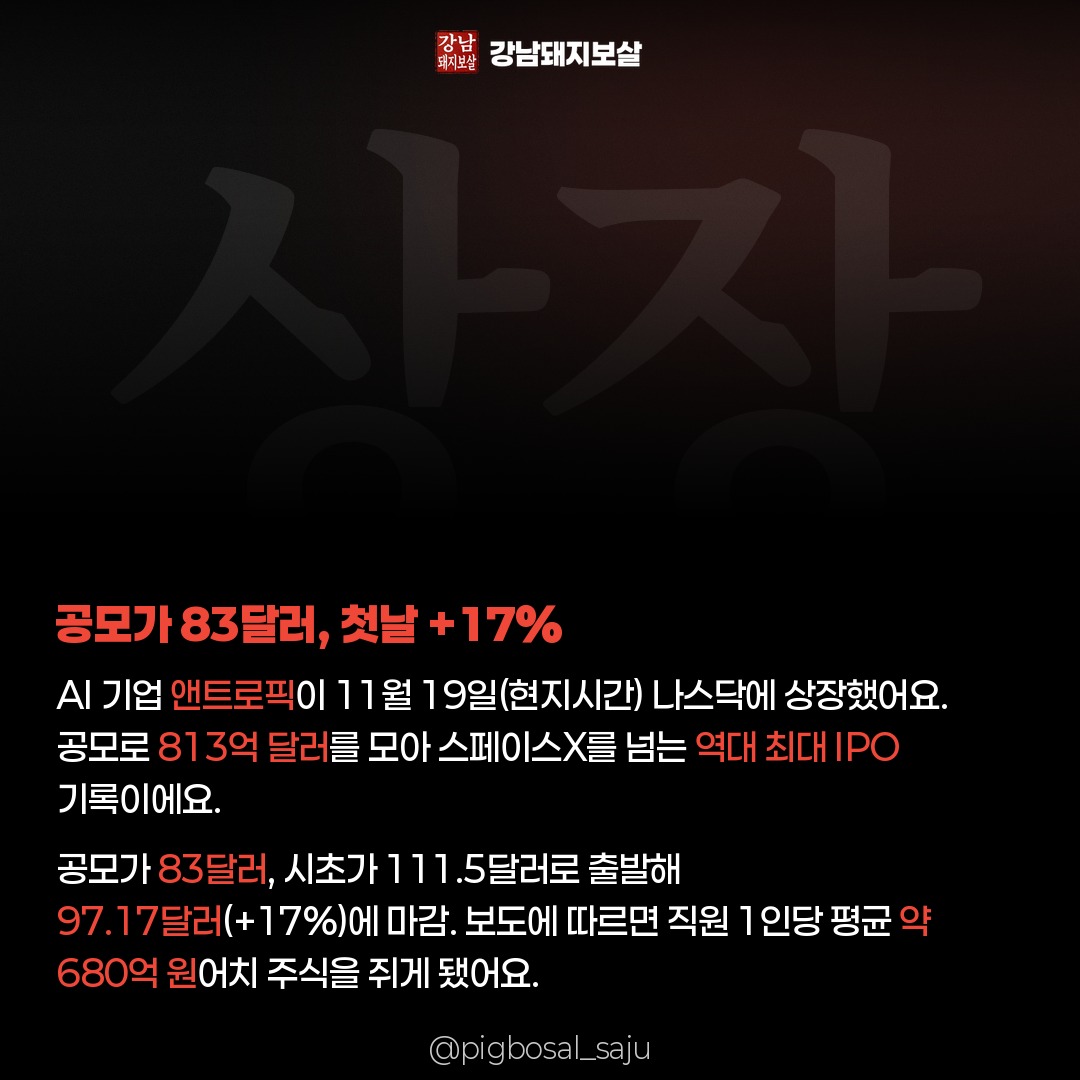 강남
돼지보살
강남돼지보살
상장
공모가 83달러, 첫날 +17%
AI 기업 앤트로픽이 11월 19일(현지시간) 나스닥에 상장했어요.
공모로 813억 달러를 모아 스페이스X를 넘는 역대 최대 IPO
기록이에요.
공모가 83달러, 시초가 111.5달러로 출발해
97.17달러(+17%)에 마감. 보도에 따르면 직원 1인당 평균 약
680억 원어치 주식을 쥐게 됐어요.
@pigbosal_saju